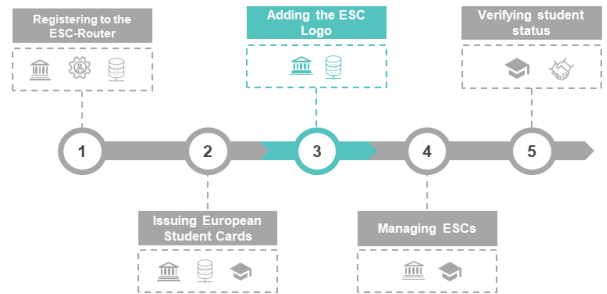 Registering to the
ESC-Router
Adding the ESC
Logo
Verifying student
status
1
2
3
4
5
Issuing European
Student Cards
Managing ESCs